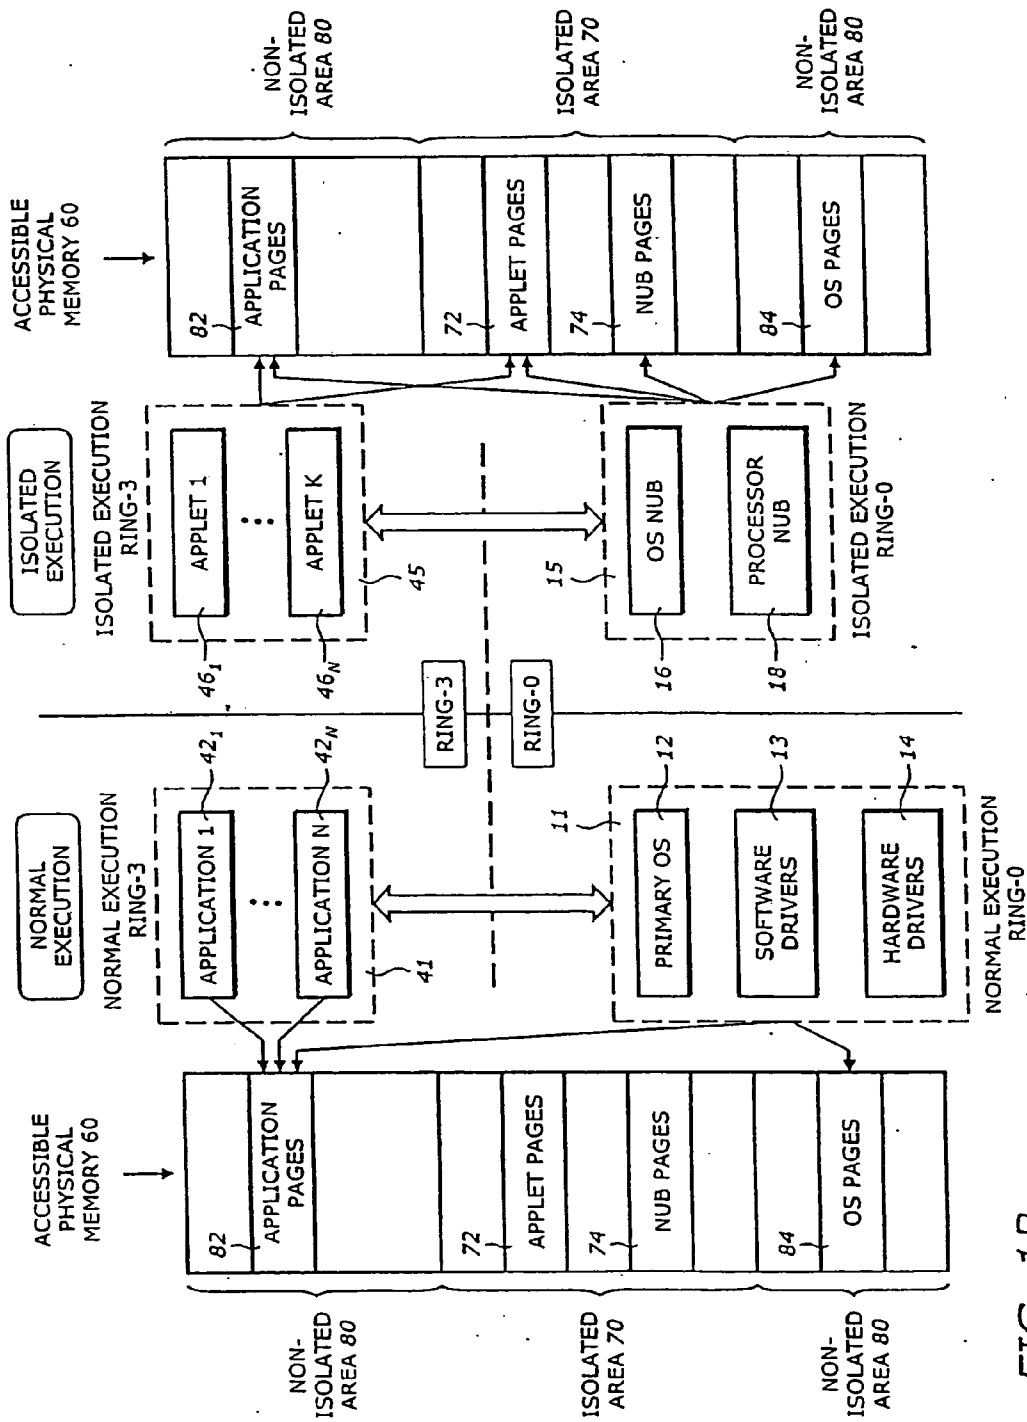 ACCESSIBLE
PHYSICAL
MEMORY 60
NORMAL
EXECUTION
ISOLATED
EXECUTION
ACCESSIBLE
PHYSICAL
MEMORY 60
NORMAL EXECUTION
RING-3
ISOLATED EXECUTION
RING-3
NON-
ISOLATED
AREA 80
82
APPLICATION
PAGES
APPLICATION 1
42₁
APPLICATION N
42N
41
46₁
APPLET 1
46N
APPLET K
45
82
APPLICATION
PAGES
NON-
ISOLATED
AREA 80
RING-3
RING-0
ISOLATED
AREA 70
72
APPLET PAGES
74
NUB PAGES
72
APPLET PAGES
74
NUB PAGES
ISOLATED
AREA 70
11
PRIMARY OS
12
SOFTWARE
DRIVERS
13
HARDWARE
DRIVERS
14
15
16
OS NUB
18
PROCESSOR
NUB
NON-
ISOLATED
AREA 80
84
OS PAGES
84
OS PAGES
NON-
ISOLATED
AREA 80
NORMAL EXECUTION
RING-0
ISOLATED EXECUTION
RING-0